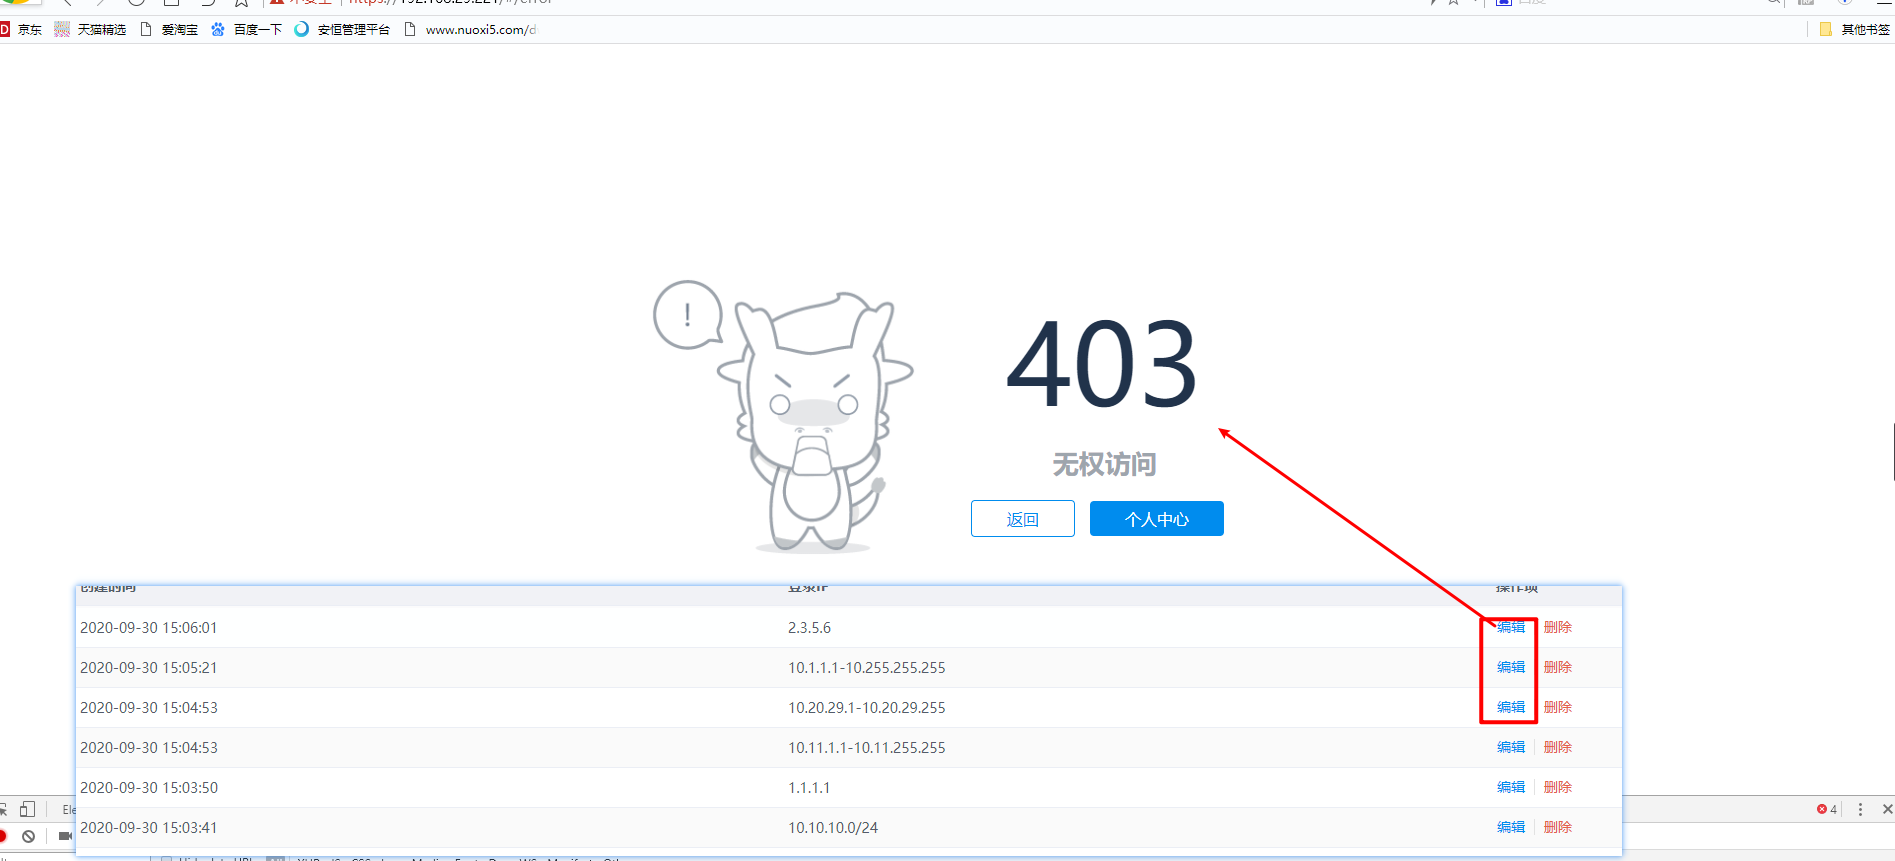 京东 天猫精选 爱淘宝 百度一下 安恒管理平台 www.nuoxi5.com/d 其他书签
!
403
无权访问
返回 个人中心
创建时间 登录IP 操作项
2020-09-30 15:06:01 2.3.5.6 编辑 删除
2020-09-30 15:05:21 10.1.1.1-10.255.255.255 编辑 删除
2020-09-30 15:04:53 10.20.29.1-10.20.29.255 编辑 删除
2020-09-30 15:04:53 10.11.1.1-10.11.255.255 编辑 删除
2020-09-30 15:03:50 1.1.1.1 编辑 删除
2020-09-30 15:03:41 10.10.10.0/24 编辑 删除
Ele 4